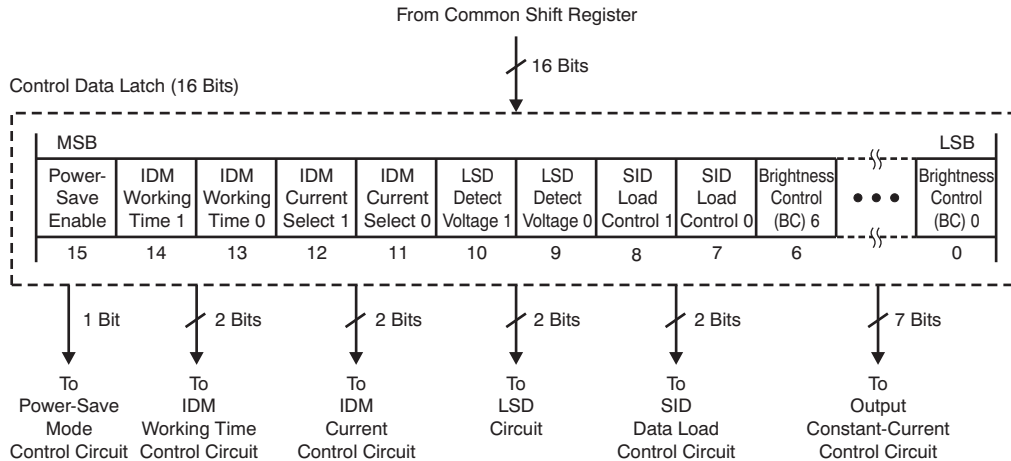 From Common Shift Register
16 Bits
Control Data Latch (16 Bits)
MSB
LSB
Power-
Save
Enable
IDM
Working
Time 1
IDM
Working
Time 0
IDM
Current
Select 1
IDM
Current
Select 0
LSD
Detect
Voltage 1
LSD
Detect
Voltage 0
SID
Load
Control 1
SID
Load
Control 0
Brightness
Control
(BC) 6
• • •
Brightness
Control
(BC) 0
15 14 13 12 11 10 9 8 7 6 0
1 Bit
2 Bits
2 Bits
2 Bits
2 Bits
7 Bits
To
Power-Save
Mode
Control Circuit
To
IDM
Working Time
Control Circuit
To
IDM
Current
Control Circuit
To
LSD
Circuit
To
SID
Data Load
Control Circuit
To
Output
Constant-Current
Control Circuit